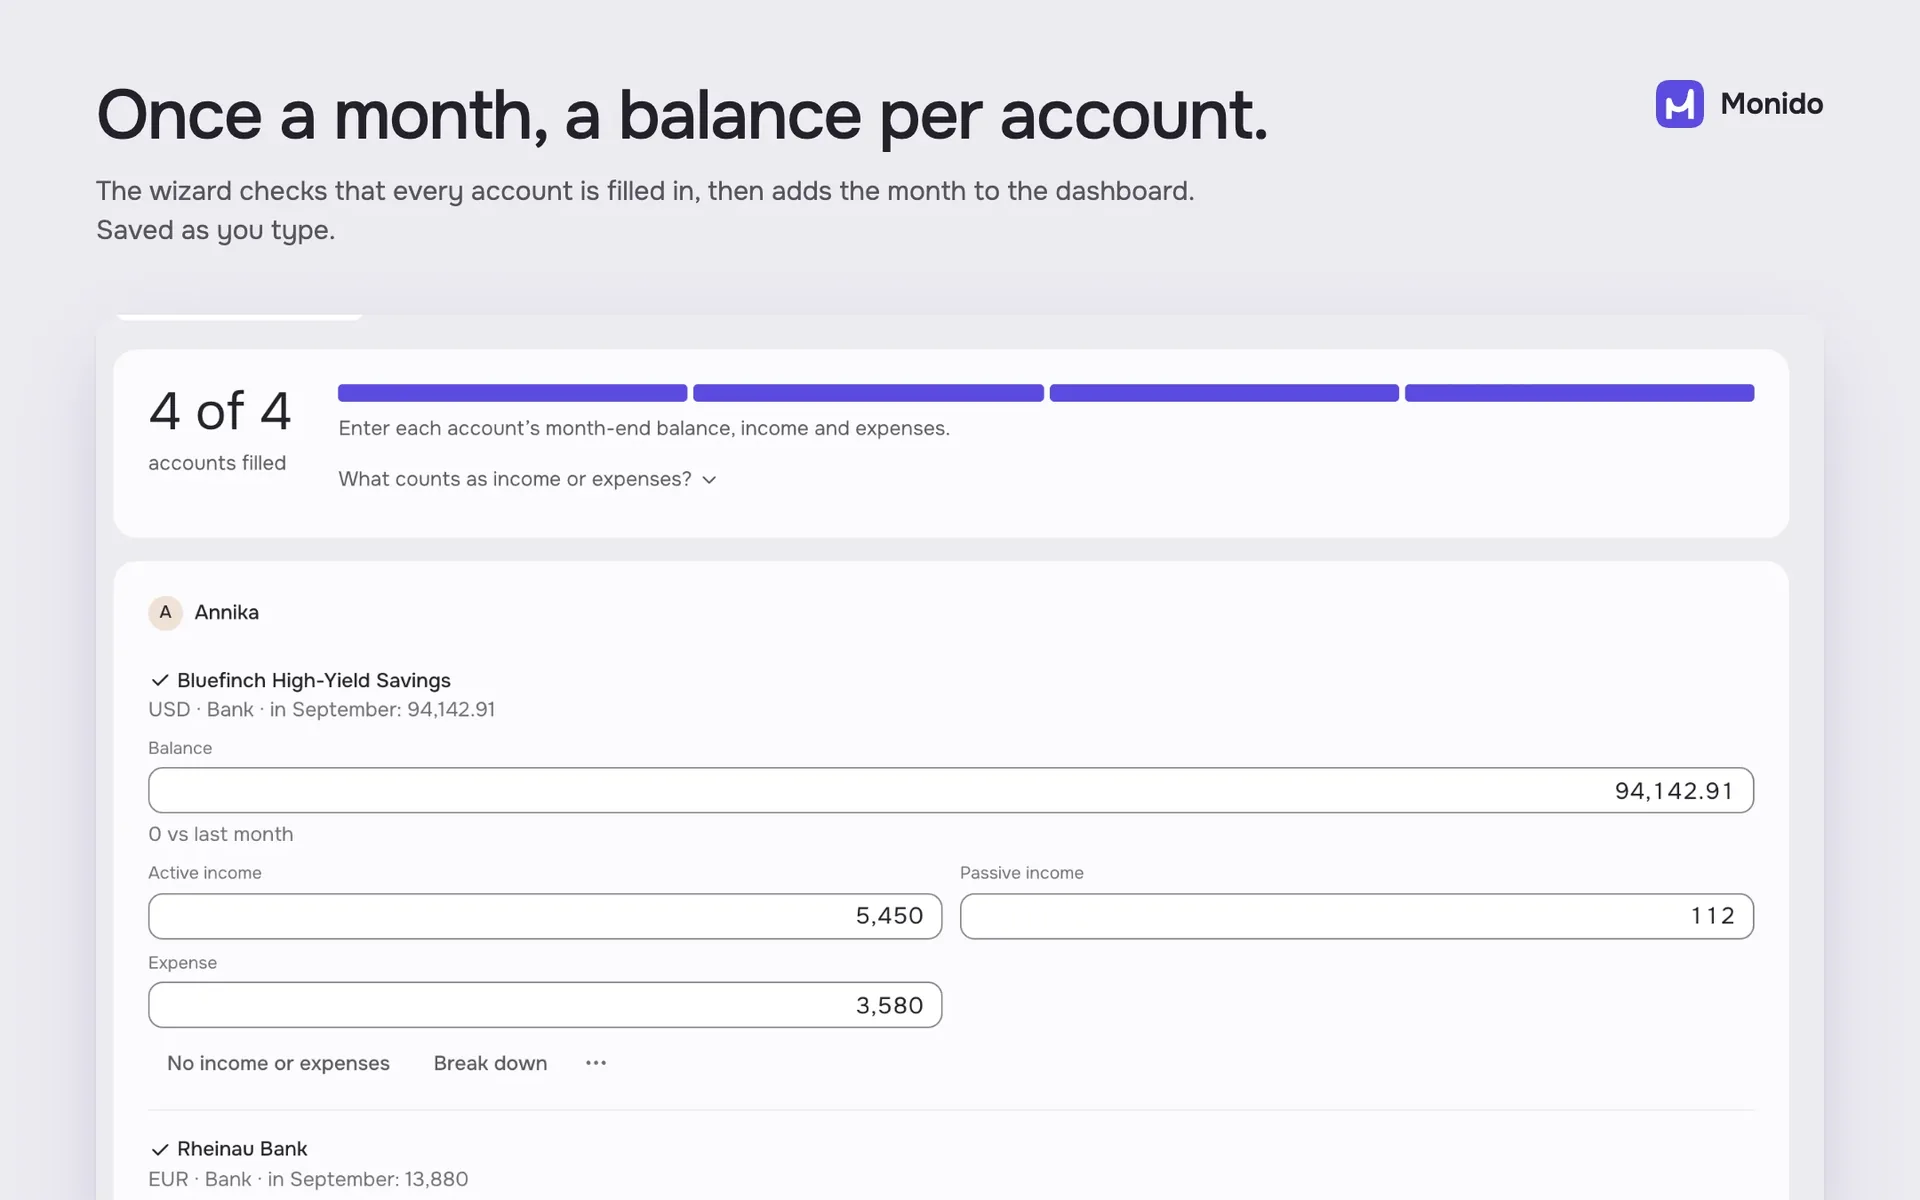 Once a month, a balance per account.
Monido
The wizard checks that every account is filled in, then adds the month to the dashboard.
Saved as you type.
4 of 4
accounts filled
Enter each account’s month-end balance, income and expenses.
What counts as income or expenses?
A Annika
Bluefinch High-Yield Savings
USD · Bank · in September: 94,142.91
Balance
94,142.91
0 vs last month
Active income
Passive income
5,450
112
Expense
3,580
No income or expenses Break down ···
Rheinau Bank
EUR · Bank · in September: 13,880